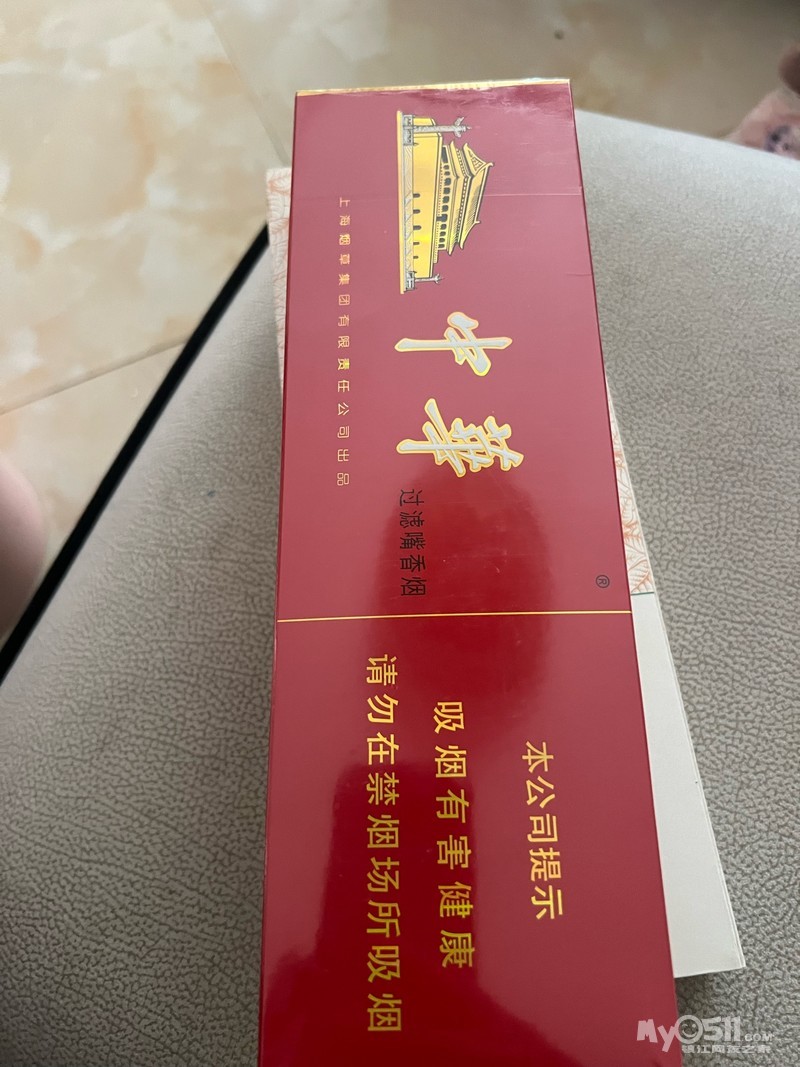 中華
过滤嘴香烟
®
上海烟草集团有限责任公司出品
本公司提示
吸烟有害健康
请勿在禁烟场所吸烟
MY0511.COM
镇江网友之家